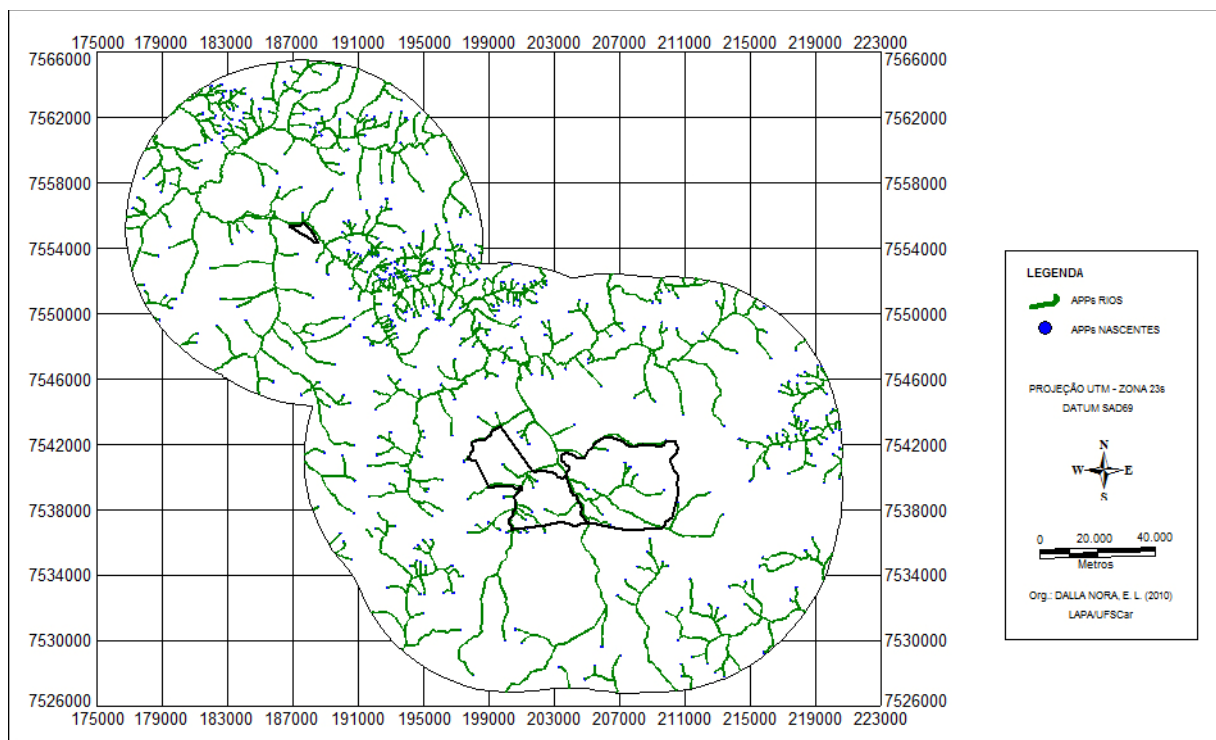 175000 179000 183000 187000 191000 195000 199000 203000 207000 211000 215000 219000 223000
7566000 7566000
7562000 7562000
7558000 7558000
7554000 7554000
7550000 7550000
7546000 7546000
7542000 7542000
7538000 7538000
7534000 7534000
7530000 7530000
7526000 7526000
175000 179000 183000 187000 191000 195000 199000 203000 207000 211000 215000 219000 223000
LEGENDA
APPs RIOS
APPs NASCENTES
PROJEÇÃO UTM - ZONA 23s
DATUM SAD69
N
W E
S
0 20.000 40.000
Metros
Org.: DALLA NORA, E. L. (2010)
LAPA/UFSCar